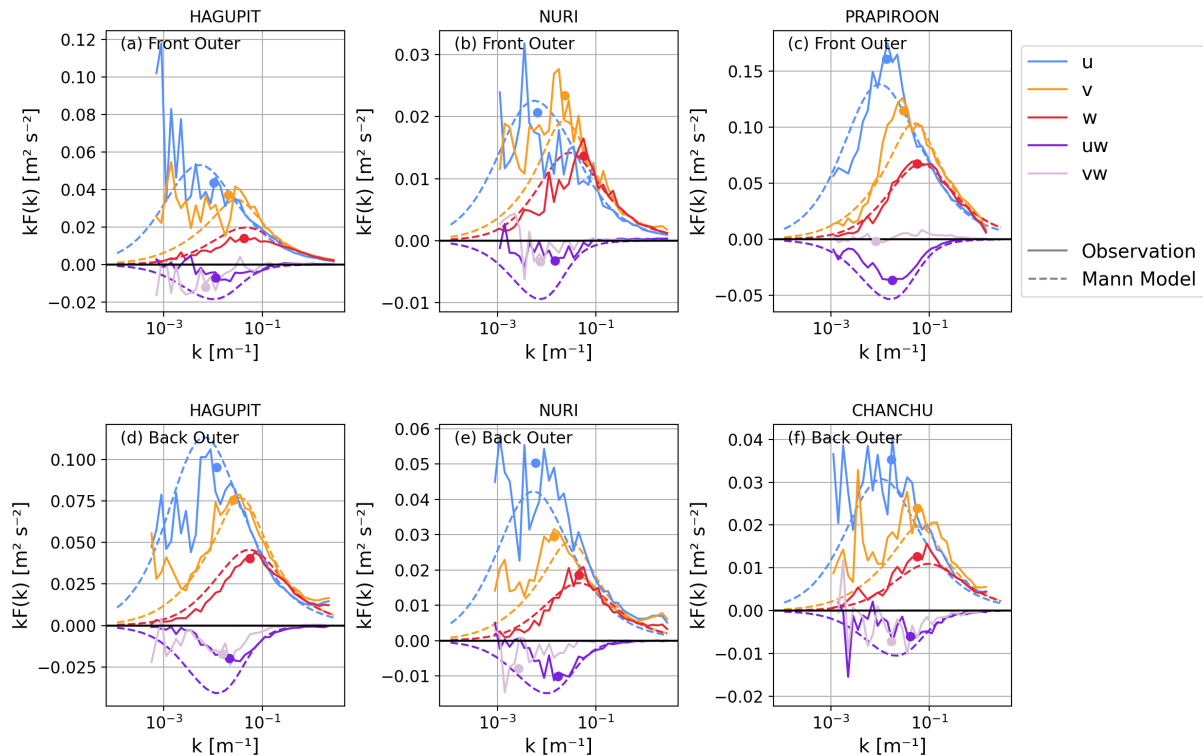 HAGUPIT
NURI
PRAPIROON
(a) Front Outer
(b) Front Outer
(c) Front Outer
kF(k) [m² s⁻²]
0.12
0.10
0.08
0.06
0.04
0.02
0.00
−0.02
10⁻³
10⁻¹
k [m⁻¹]
kF(k) [m² s⁻²]
0.03
0.02
0.01
0.00
−0.01
10⁻³
10⁻¹
k [m⁻¹]
kF(k) [m² s⁻²]
0.15
0.10
0.05
0.00
−0.05
10⁻³
10⁻¹
k [m⁻¹]
u
v
w
uw
vw
Observation
Mann Model
HAGUPIT
NURI
CHANCHU
(d) Back Outer
(e) Back Outer
(f) Back Outer
kF(k) [m² s⁻²]
0.100
0.075
0.050
0.025
0.000
−0.025
10⁻³
10⁻¹
k [m⁻¹]
kF(k) [m² s⁻²]
0.06
0.05
0.04
0.03
0.02
0.01
0.00
−0.01
10⁻³
10⁻¹
k [m⁻¹]
kF(k) [m² s⁻²]
0.04
0.03
0.02
0.01
0.00
−0.01
−0.02
10⁻³
10⁻¹
k [m⁻¹]